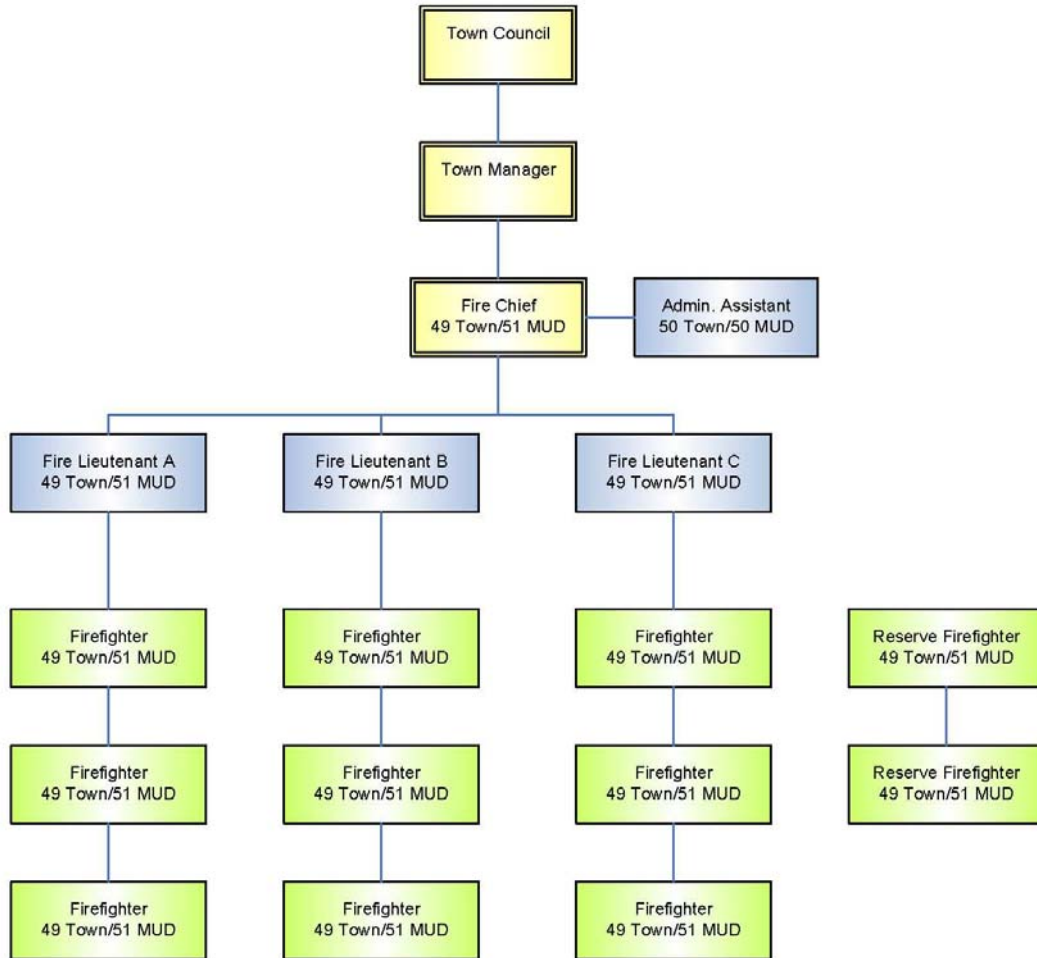 Town Council
Town Manager
Fire Chief
49 Town/51 MUD
Admin. Assistant
50 Town/50 MUD
Fire Lieutenant A
49 Town/51 MUD
Fire Lieutenant B
49 Town/51 MUD
Fire Lieutenant C
49 Town/51 MUD
Firefighter
49 Town/51 MUD
Firefighter
49 Town/51 MUD
Firefighter
49 Town/51 MUD
Reserve Firefighter
49 Town/51 MUD
Firefighter
49 Town/51 MUD
Firefighter
49 Town/51 MUD
Firefighter
49 Town/51 MUD
Reserve Firefighter
49 Town/51 MUD
Firefighter
49 Town/51 MUD
Firefighter
49 Town/51 MUD
Firefighter
49 Town/51 MUD